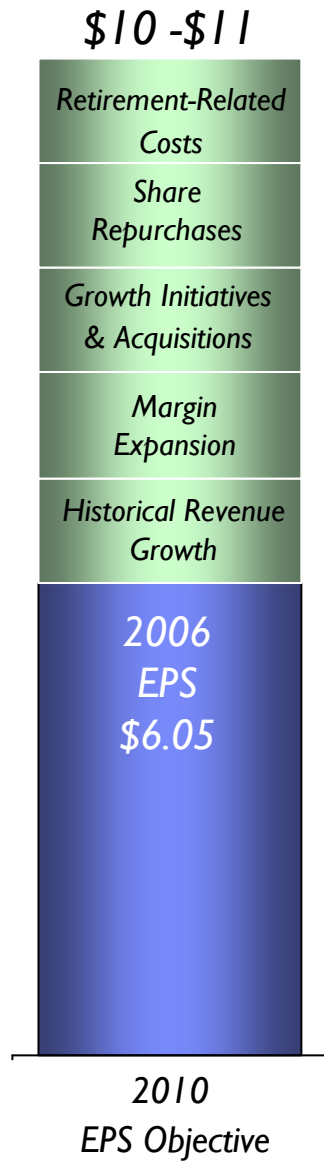 $10 -$11
Retirement-Related
Costs
Share
Repurchases
Growth Initiatives
& Acquisitions
Margin
Expansion
Historical Revenue
Growth
2006
EPS
$6.05
2010
EPS Objective